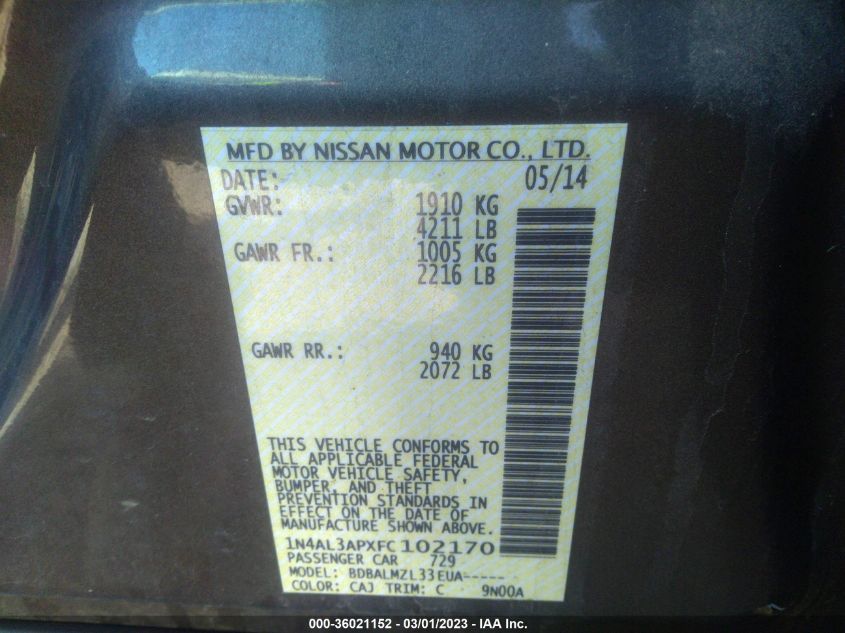 MFD BY NISSAN MOTOR CO., LTD.
DATE: 05/14
GVWR: 1910 KG
4211 LB
GAWR FR.: 1005 KG
2216 LB
GAWR RR.: 940 KG
2072 LB
THIS VEHICLE CONFORMS TO
ALL APPLICABLE FEDERAL
MOTOR VEHICLE SAFETY,
BUMPER, AND THEFT
PREVENTION STANDARDS IN
EFFECT ON THE DATE OF
MANUFACTURE SHOWN ABOVE.
1N4AL3APXFC102170
PASSENGER CAR 729
MODEL: BDBALMZL33EUA-----
COLOR: CAJ TRIM: C 9N00A
000-36021152 - 03/01/2023 - IAA Inc.